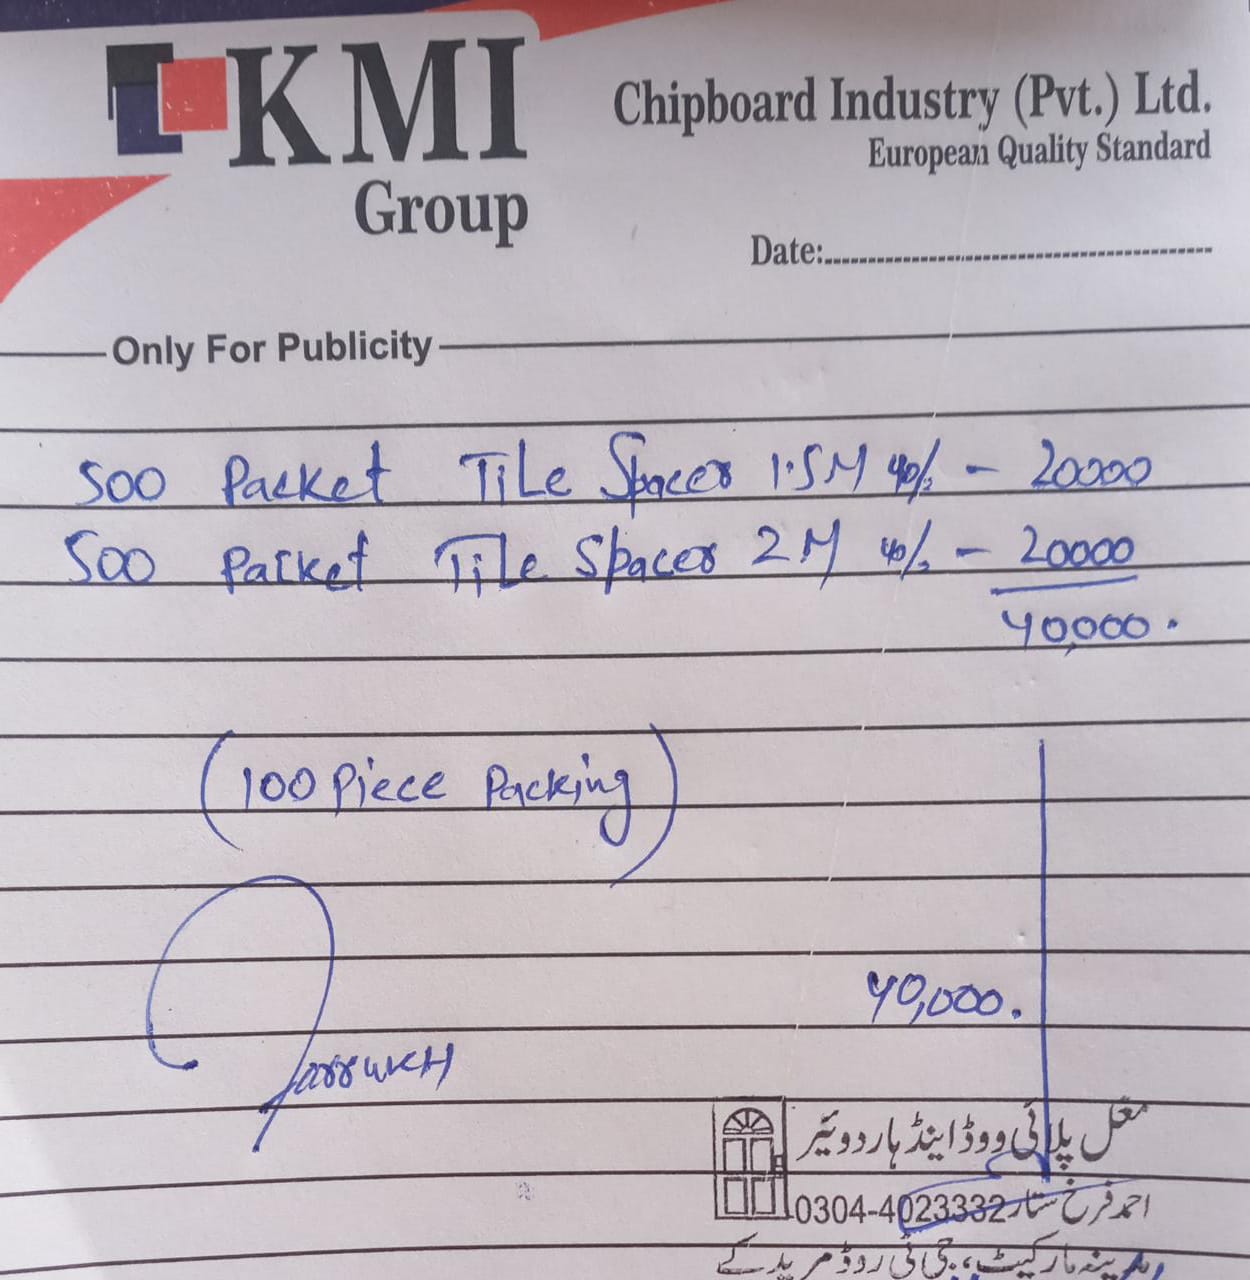 KMI
Group
Chipboard Industry (Pvt.) Ltd.
European Quality Standard
Date:
Only For Publicity
500 Packet Tile Spacer 1.5M 40/. - 20000
500 Packet Tile Spacer 2M 40/. - 20000
40,000.
(100 Piece Packing)
40,000.
FarrukH
مغل پلائی ووڈ اینڈ ہارڈوئیر
احمد فرخ ستار 0304-4023332
مدینہ مارکیٹ، جی ٹی روڈ مریدکے